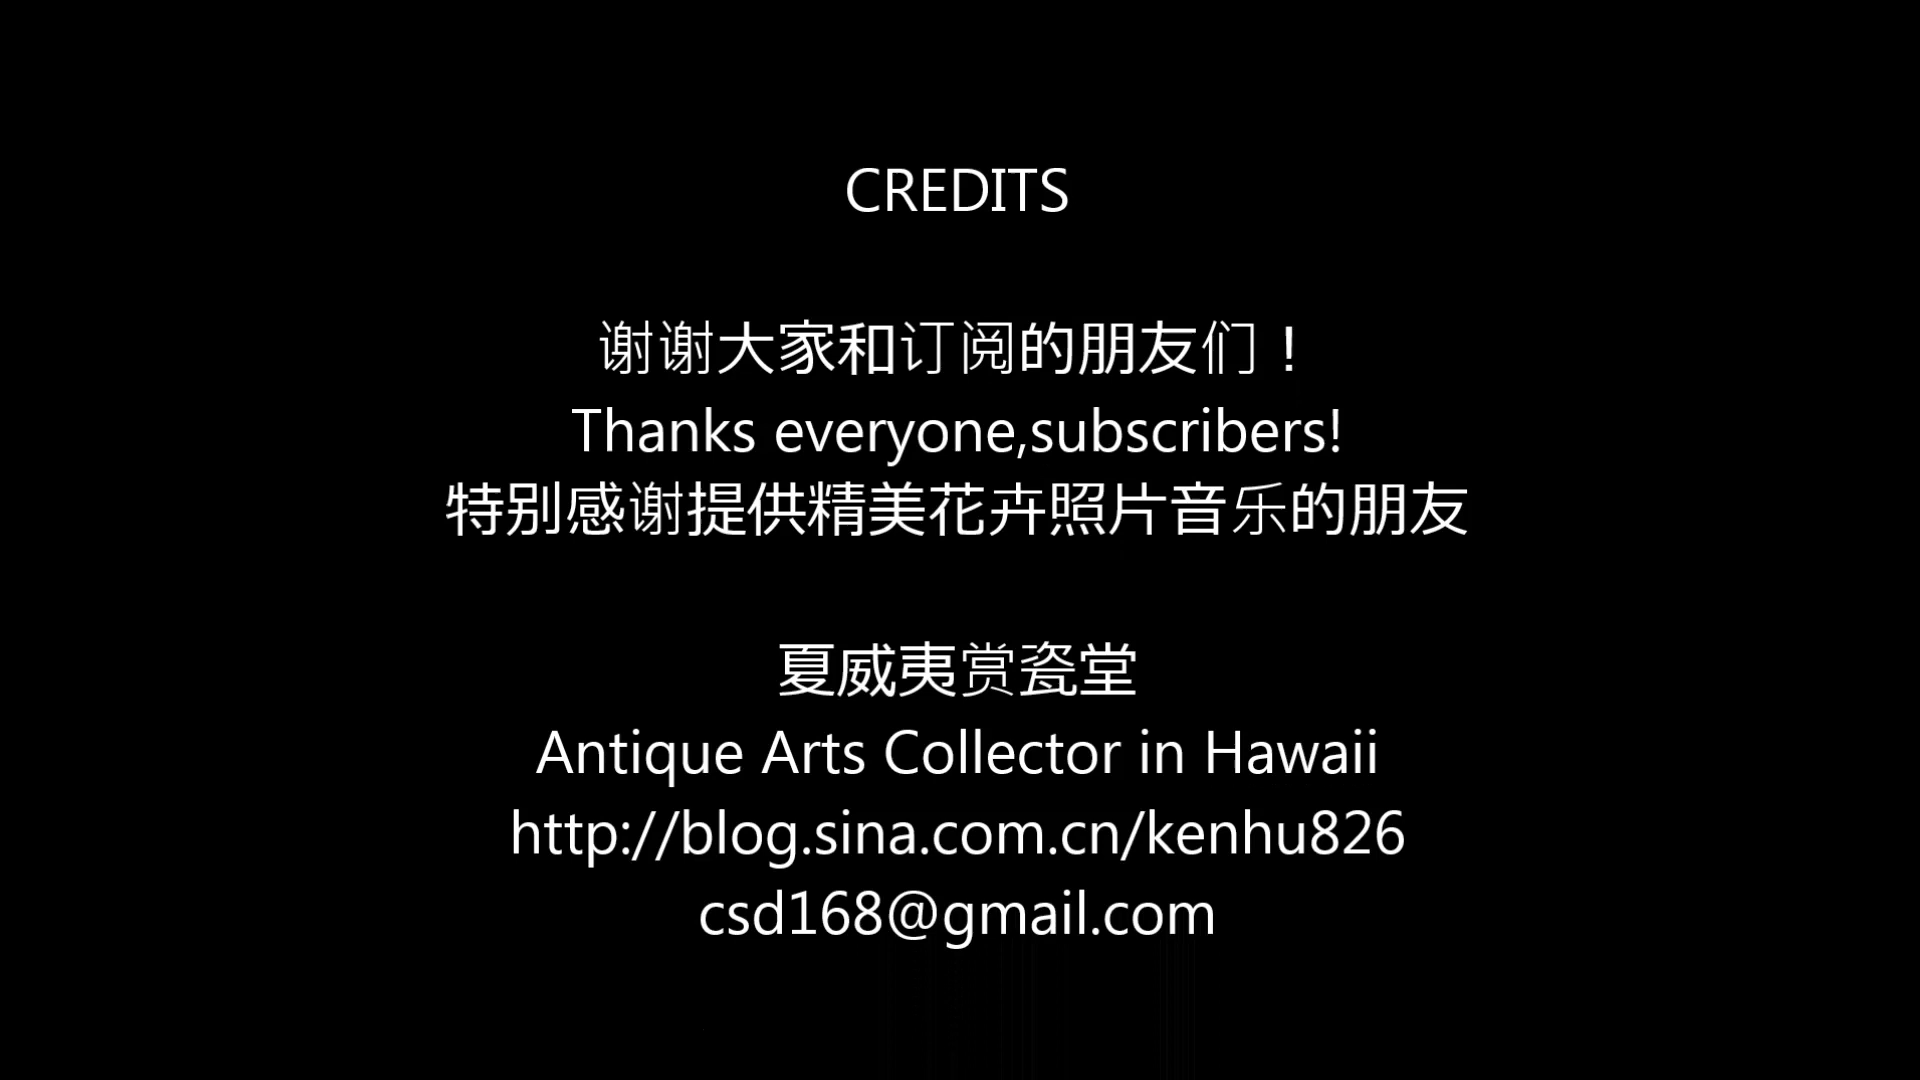 CREDITS
谢谢大家和订阅的朋友们！
Thanks everyone,subscribers!
特别感谢提供精美花卉照片音乐的朋友
夏威夷赏瓷堂
Antique Arts Collector in Hawaii
http://blog.sina.com.cn/kenhu826
csd168@gmail.com